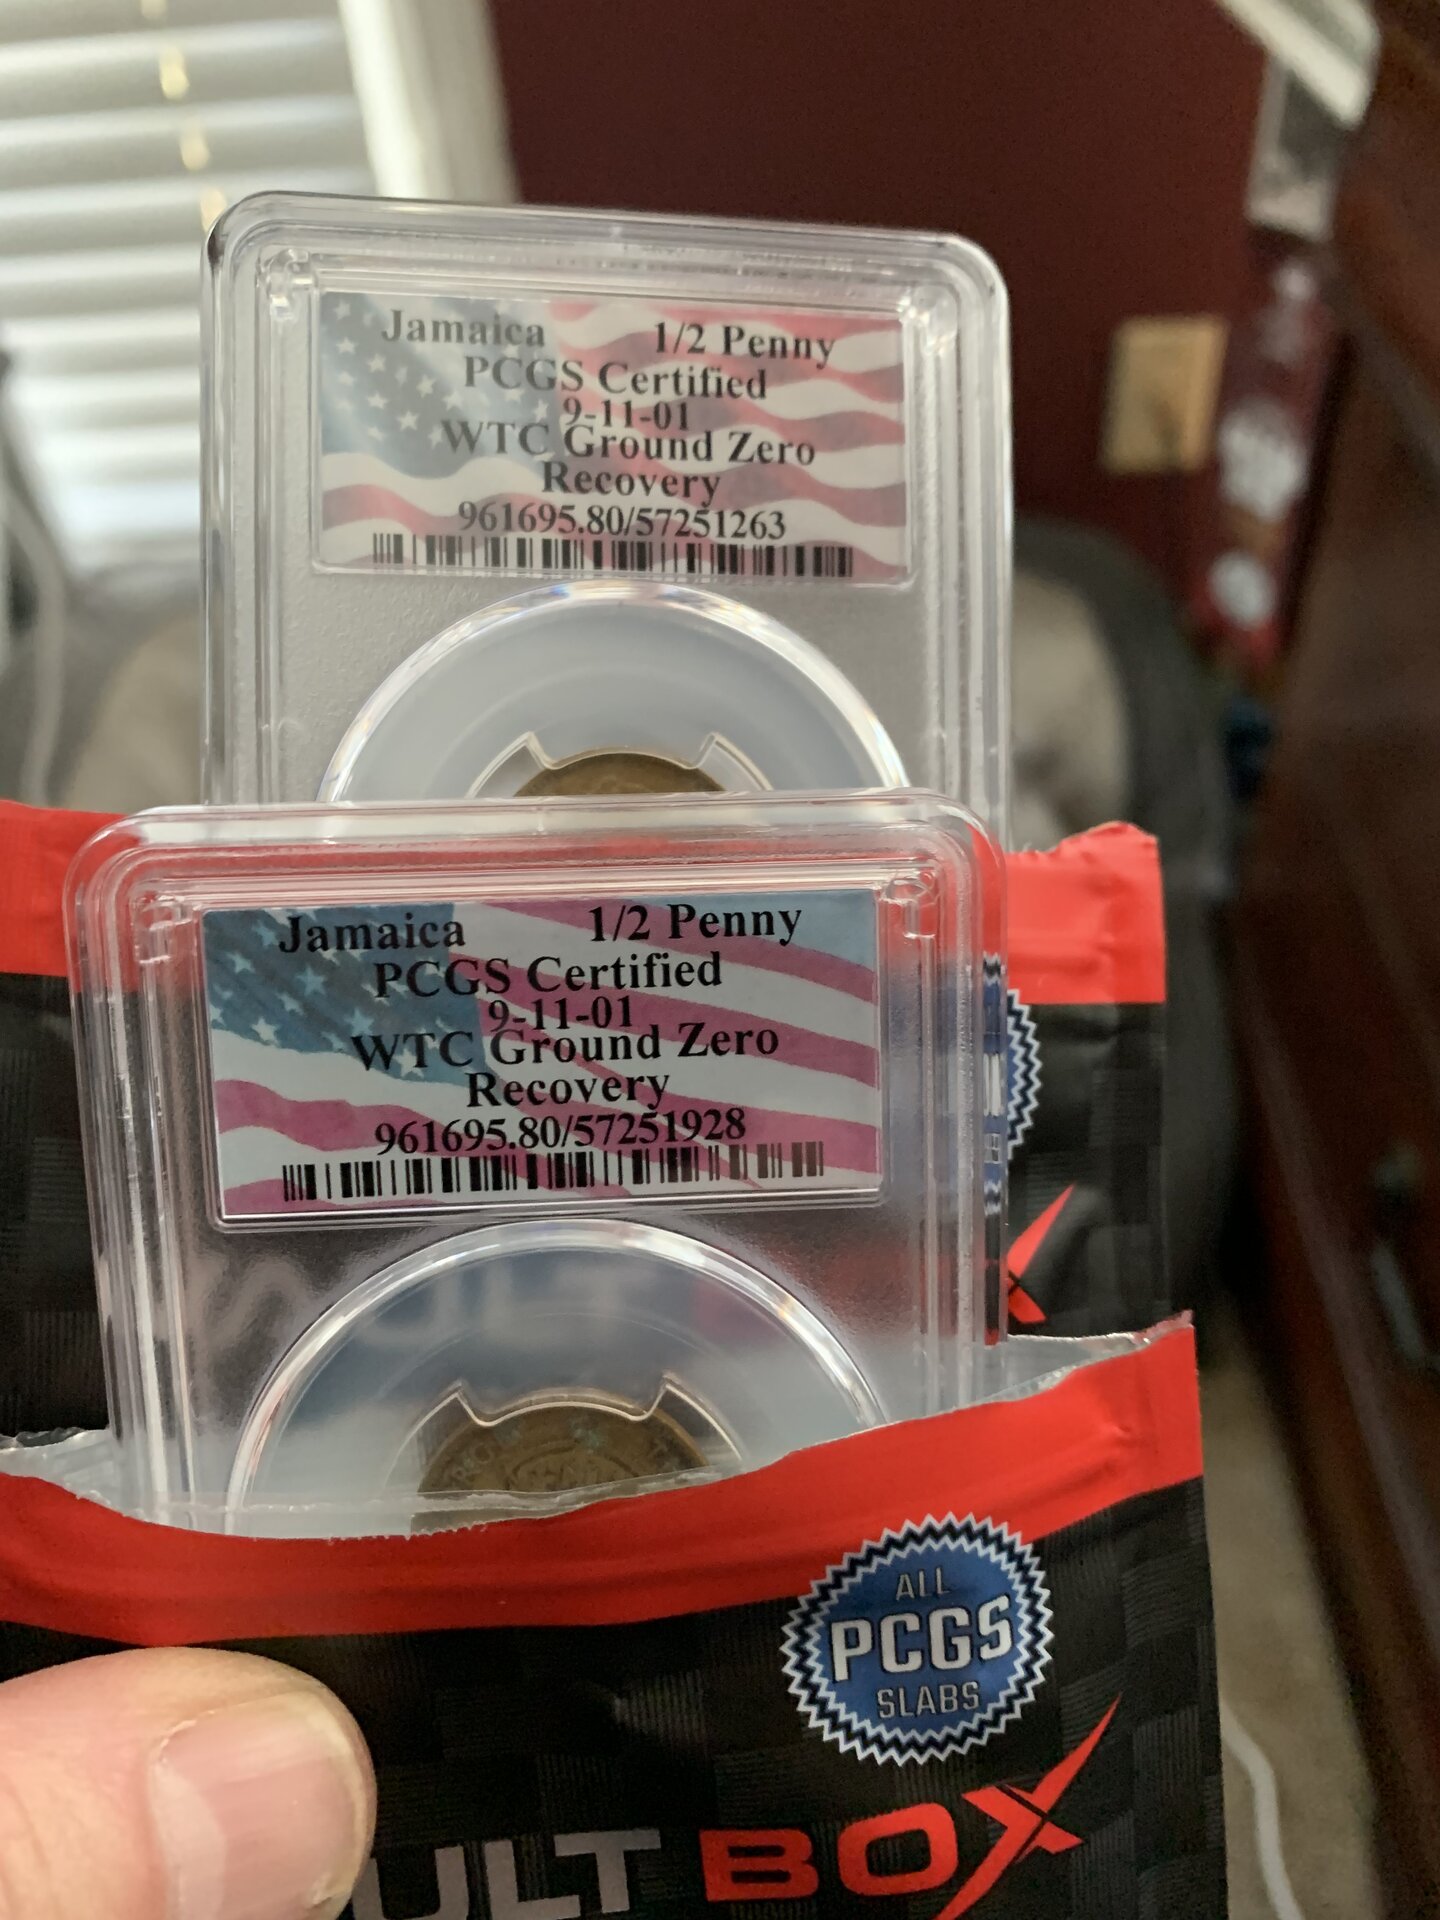 Jamaica 1/2 Penny
PCGS Certified
9-11-01
WTC Ground Zero
Recovery
961695.80/57251263
Jamaica 1/2 Penny
PCGS Certified
9-11-01
WTC Ground Zero
Recovery
961695.80/57251928
ALL
PCGS
SLABS
ULT BOX